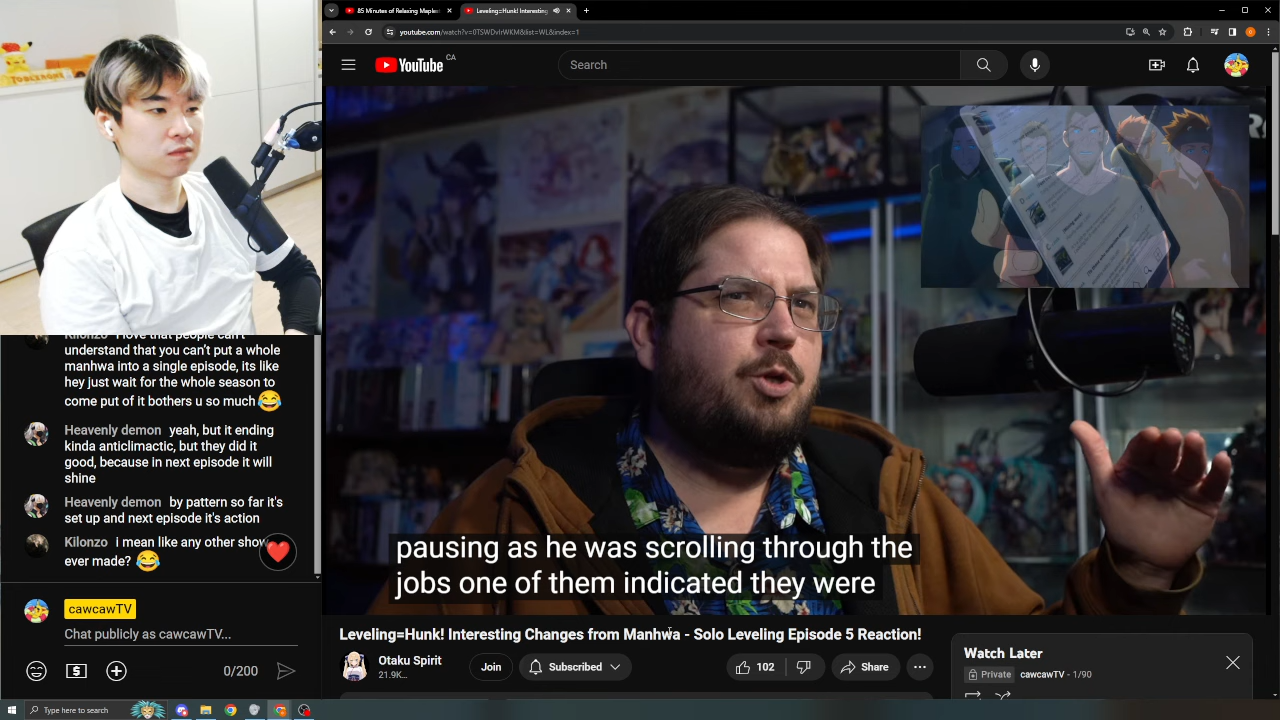 85 Minutes of Relaxing Maplest
Leveling=Hunk! Interesting
youtube.com/watch?v=0TSWDvIrWKM&list=WL&index=1
YouTube
CA
Search
understand that you can't put a whole
manhwa into a single episode, its like
hey just wait for the whole season to
come put of it bothers u so much😂
Heavenly demon yeah, but it ending
kinda anticlimactic, but they did it
good, because in next episode it will
shine
Heavenly demon by pattern so far it's
set up and next episode it's action
Kilonzo i mean like any other show
ever made? 😂
cawcawTV
Chat publicly as cawcawTV...
0/200
pausing as he was scrolling through the
jobs one of them indicated they were
Leveling=Hunk! Interesting Changes from Manhwa - Solo Leveling Episode 5 Reaction!
Otaku Spirit
21.9K...
Join
Subscribed
102
Share
Watch Later
Private
cawcawTV - 1/90
Type here to search